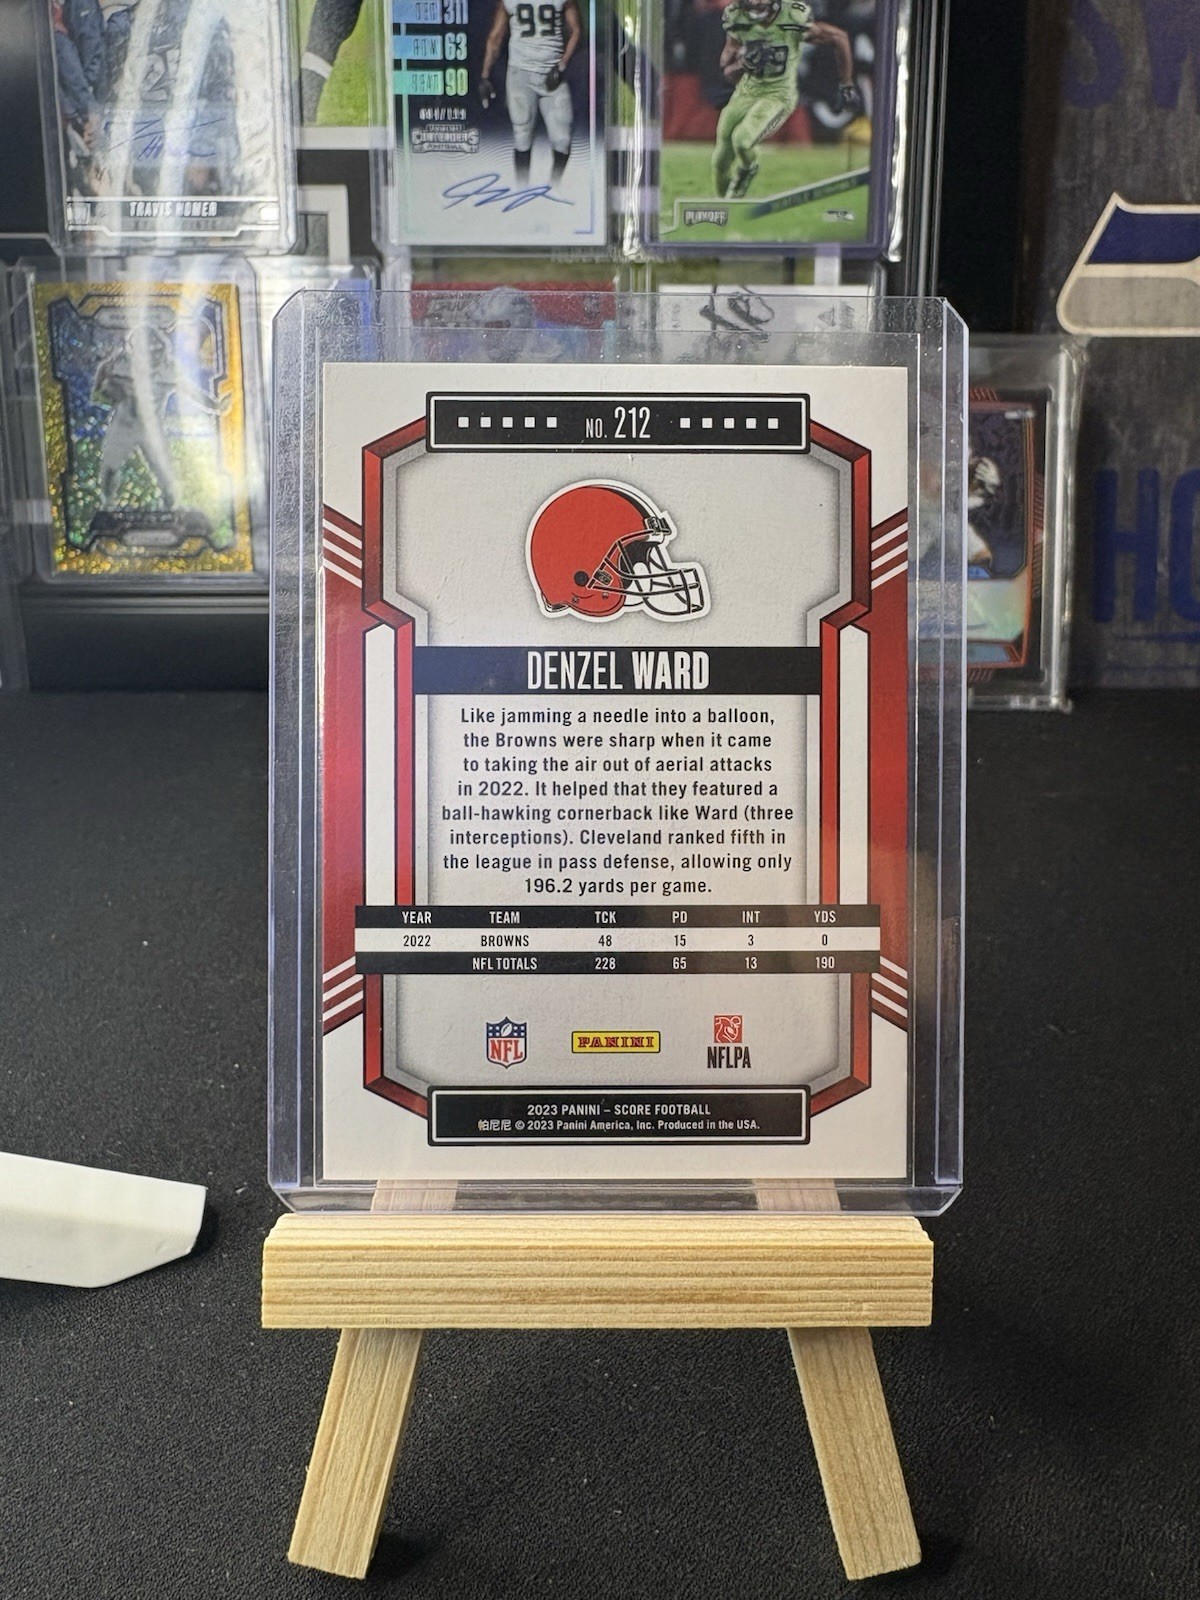 99
63
90
TRAVIS HOMER
PLAYOFF
NO. 212
DENZEL WARD
Like jamming a needle into a balloon,
the Browns were sharp when it came
to taking the air out of aerial attacks
in 2022. It helped that they featured a
ball-hawking cornerback like Ward (three
interceptions). Cleveland ranked fifth in
the league in pass defense, allowing only
196.2 yards per game.
YEAR TEAM TCK PD INT YDS
2022 BROWNS 48 15 3 0
NFL TOTALS 228 65 13 190
NFL PANINI NFLPA
2023 PANINI – SCORE FOOTBALL
帕尼尼 © 2023 Panini America, Inc. Produced in the USA.